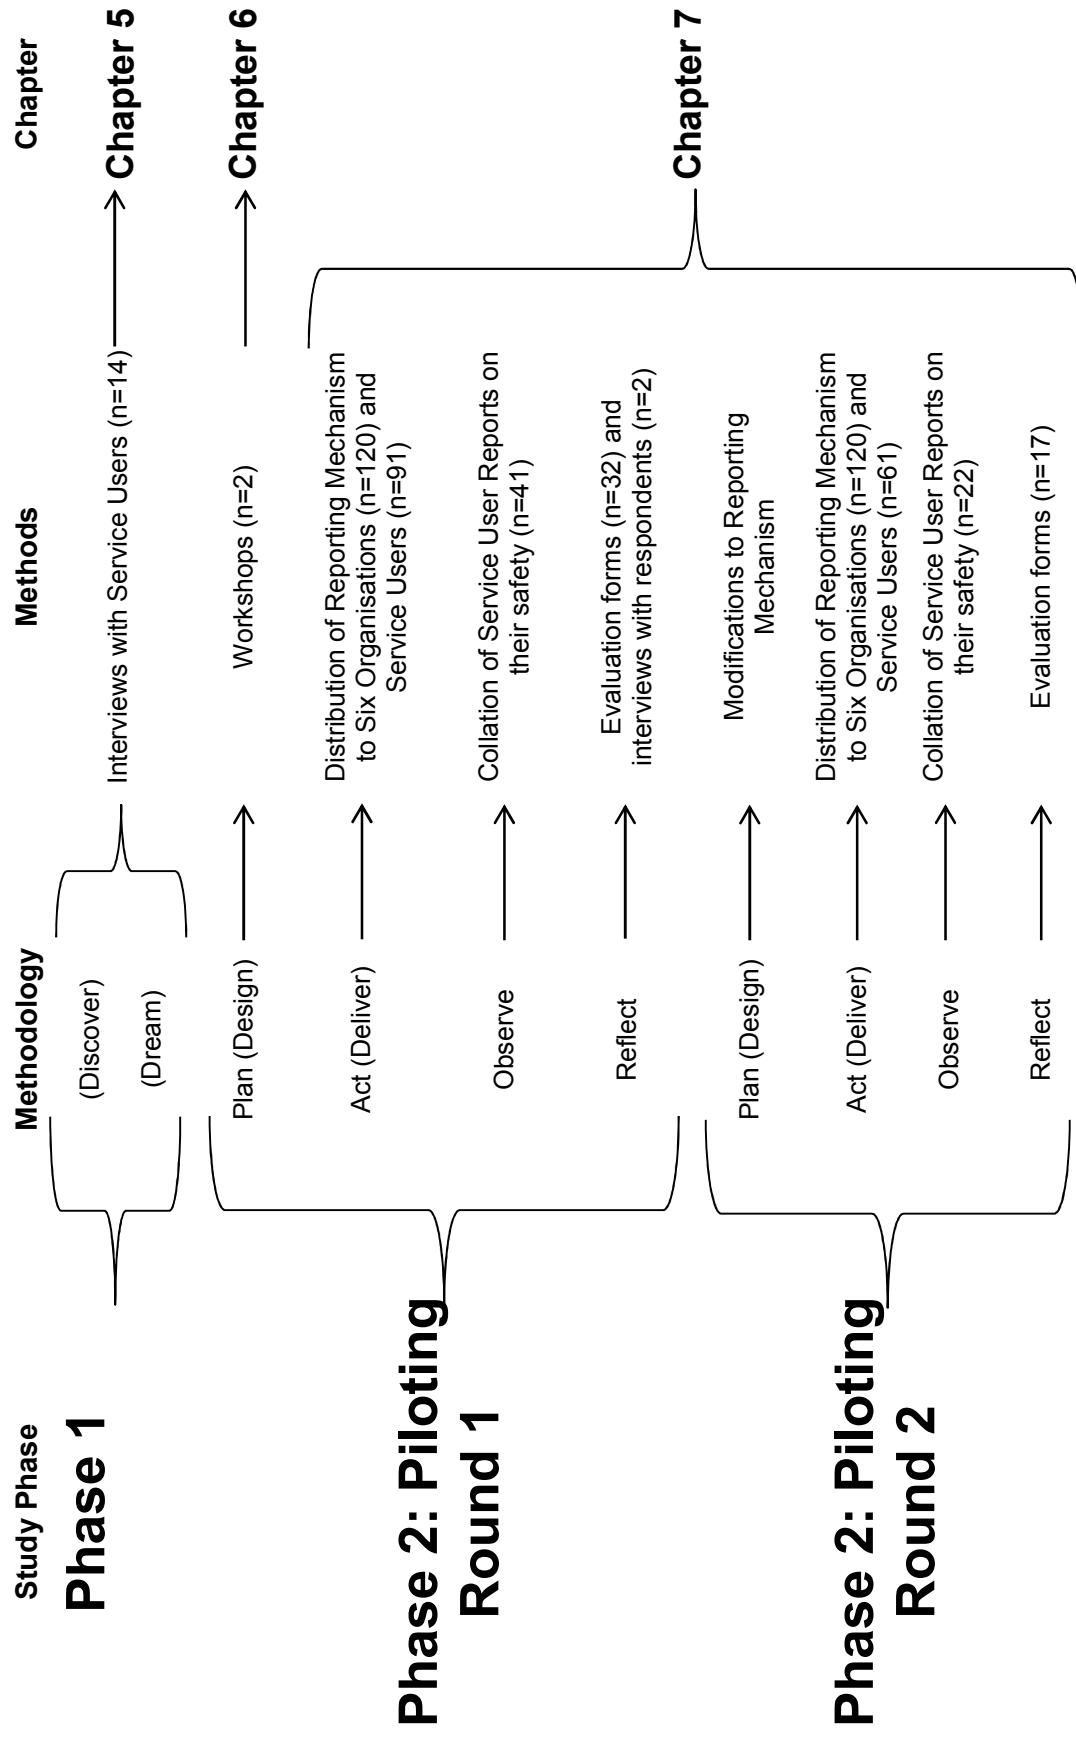 Study Phase
Methodology
Methods
Chapter
Phase 1
(Discover)
(Dream)
Interviews with Service Users (n=14)
Chapter 5
Phase 2: Piloting
Round 1
Plan (Design)
Workshops (n=2)
Chapter 6
Act (Deliver)
Distribution of Reporting Mechanism
to Six Organisations (n=120) and
Service Users (n=91)
Observe
Collation of Service User Reports on
their safety (n=41)
Reflect
Evaluation forms (n=32) and
interviews with respondents (n=2)
Chapter 7
Phase 2: Piloting
Round 2
Plan (Design)
Modifications to Reporting
Mechanism
Act (Deliver)
Distribution of Reporting Mechanism
to Six Organisations (n=120) and
Service Users (n=61)
Observe
Collation of Service User Reports on
their safety (n=22)
Reflect
Evaluation forms (n=17)